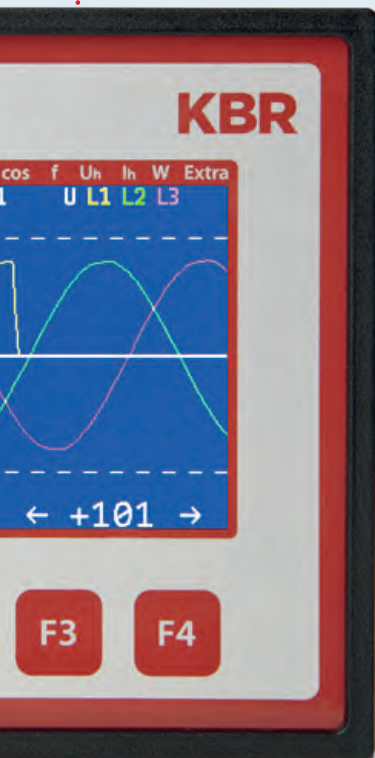 KBR
cos f Uh Ih W Extra
U L1 L2 L3
← +101 →
F3 F4